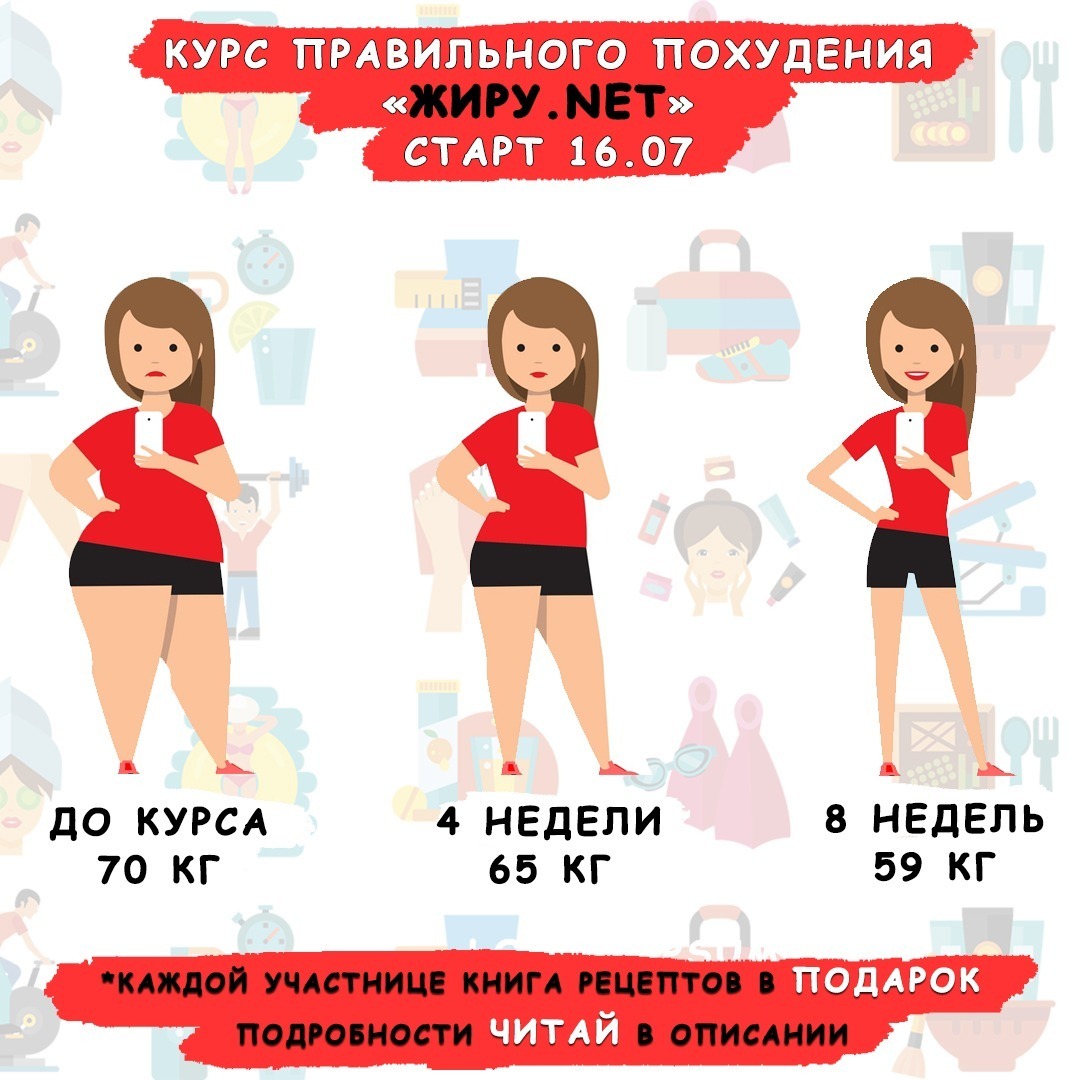 КУРС ПРАВИЛЬНОГО ПОХУДЕНИЯ
«ЖИРУ.NET»
СТАРТ 16.07
ДО КУРСА
70 КГ
4 НЕДЕЛИ
65 КГ
8 НЕДЕЛЬ
59 КГ
*КАЖДОЙ УЧАСТНИЦЕ КНИГА РЕЦЕПТОВ В ПОДАРОК
ПОДРОБНОСТИ ЧИТАЙ В ОПИСАНИИ